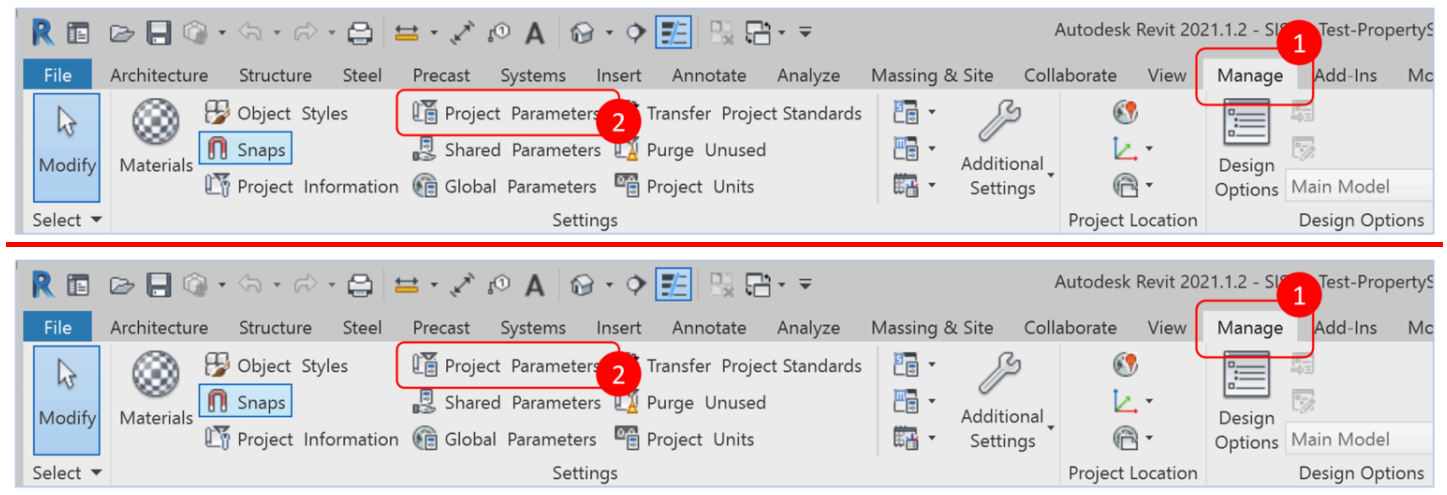 Autodesk Revit 2021.1.2 - SIS Test-PropertyS
1
File Architecture Structure Steel Precast Systems Insert Annotate Analyze Massing & Site Collaborate View Manage Add-Ins Mo
Object Styles Project Parameters 2 Transfer Project Standards
Modify Materials Snaps Shared Parameters Purge Unused Additional Settings Design Options
Project Information Global Parameters Project Units Main Model
Select Settings Project Location Design Options
Autodesk Revit 2021.1.2 - SIS Test-PropertyS
1
File Architecture Structure Steel Precast Systems Insert Annotate Analyze Massing & Site Collaborate View Manage Add-Ins Mo
Object Styles Project Parameters 2 Transfer Project Standards
Modify Materials Snaps Shared Parameters Purge Unused Additional Settings Design Options
Project Information Global Parameters Project Units Main Model
Select Settings Project Location Design Options